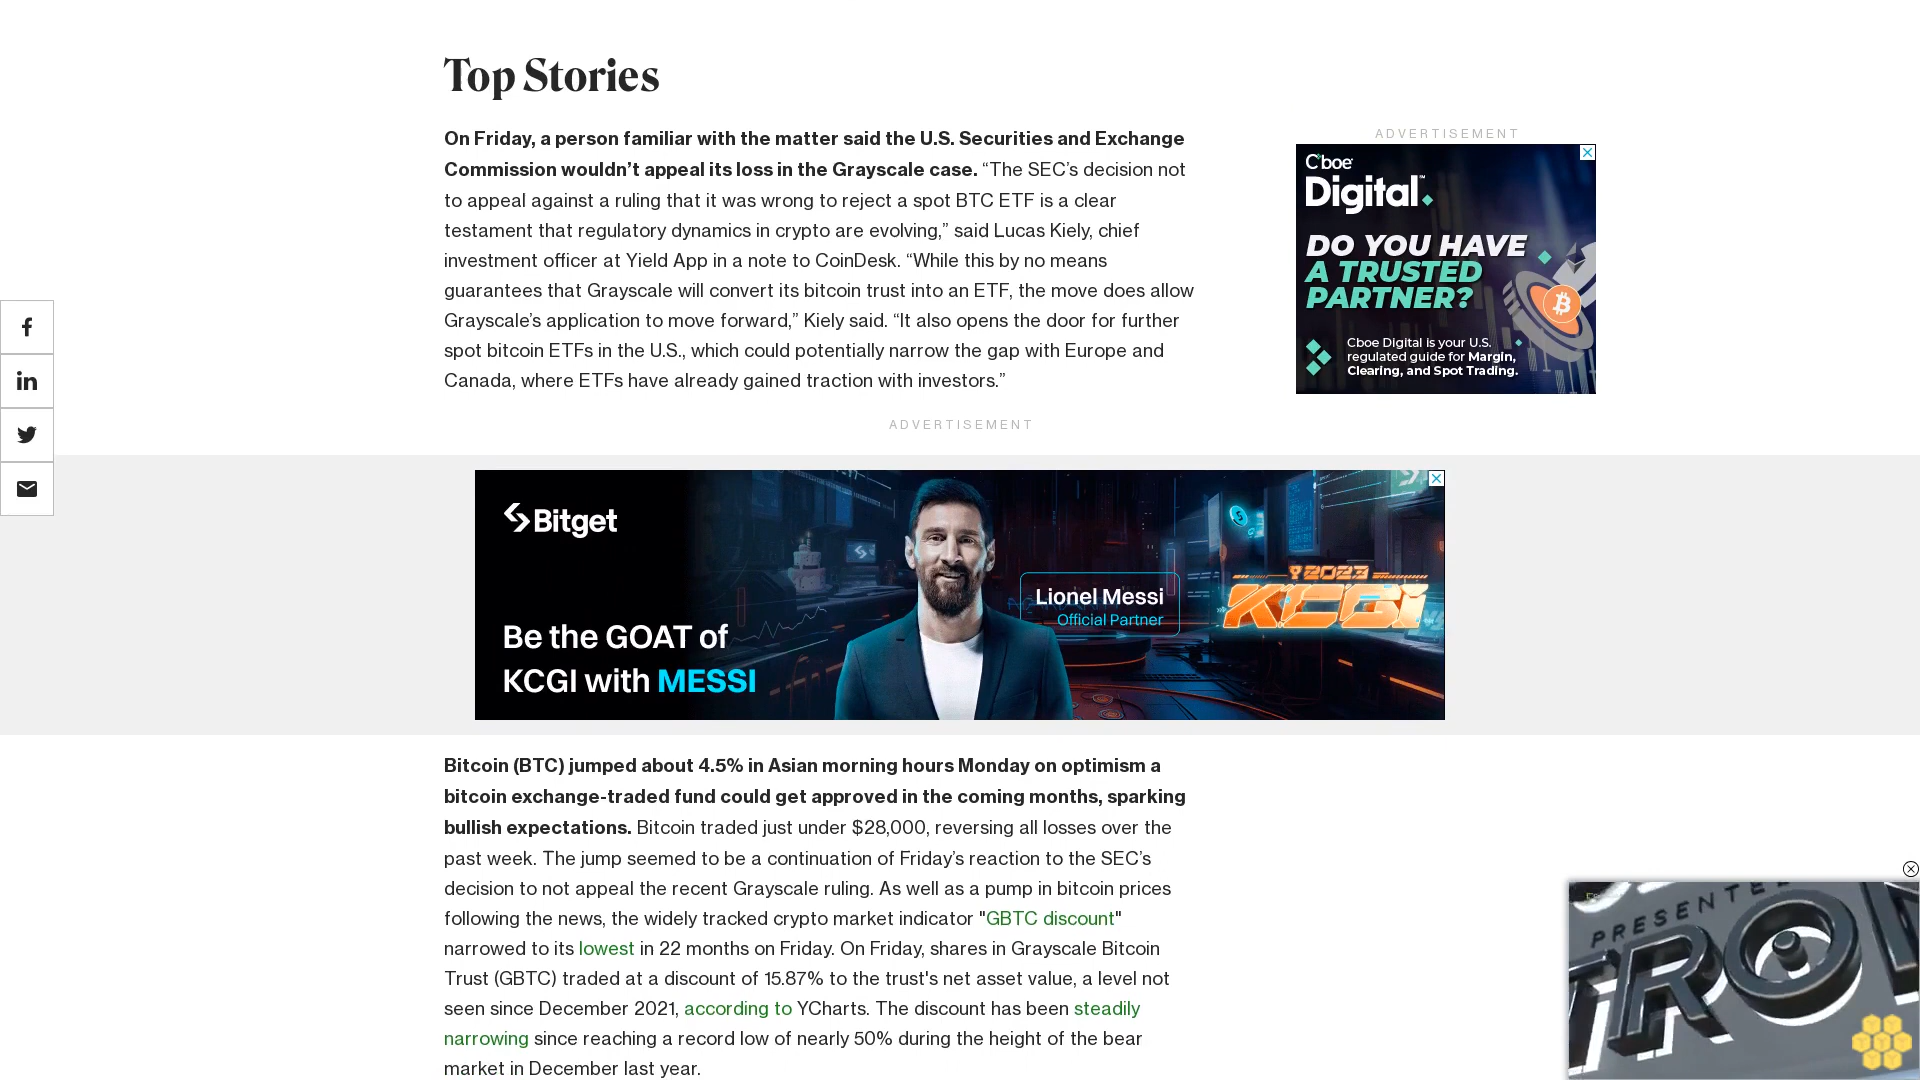 Top Stories
On Friday, a person familiar with the matter said the U.S. Securities and Exchange
Commission wouldn’t appeal its loss in the Grayscale case. “The SEC’s decision not
to appeal against a ruling that it was wrong to reject a spot BTC ETF is a clear
testament that regulatory dynamics in crypto are evolving,” said Lucas Kiely, chief
investment officer at Yield App in a note to CoinDesk. “While this by no means
guarantees that Grayscale will convert its bitcoin trust into an ETF, the move does allow
Grayscale’s application to move forward,” Kiely said. “It also opens the door for further
spot bitcoin ETFs in the U.S., which could potentially narrow the gap with Europe and
Canada, where ETFs have already gained traction with investors.”
ADVERTISEMENT
Cboe
Digital™
DO YOU HAVE
A TRUSTED
PARTNER?
Cboe Digital is your U.S.
regulated guide for Margin,
Clearing, and Spot Trading.
ADVERTISEMENT
Bitget
Be the GOAT of
KCGI with MESSI
Lionel Messi
Official Partner
Y2023
KCGI
Bitcoin (BTC) jumped about 4.5% in Asian morning hours Monday on optimism a
bitcoin exchange-traded fund could get approved in the coming months, sparking
bullish expectations. Bitcoin traded just under $28,000, reversing all losses over the
past week. The jump seemed to be a continuation of Friday’s reaction to the SEC’s
decision to not appeal the recent Grayscale ruling. As well as a pump in bitcoin prices
following the news, the widely tracked crypto market indicator "GBTC discount"
narrowed to its lowest in 22 months on Friday. On Friday, shares in Grayscale Bitcoin
Trust (GBTC) traded at a discount of 15.87% to the trust's net asset value, a level not
seen since December 2021, according to YCharts. The discount has been steadily
narrowing since reaching a record low of nearly 50% during the height of the bear
market in December last year.
PRESENTE
TRO